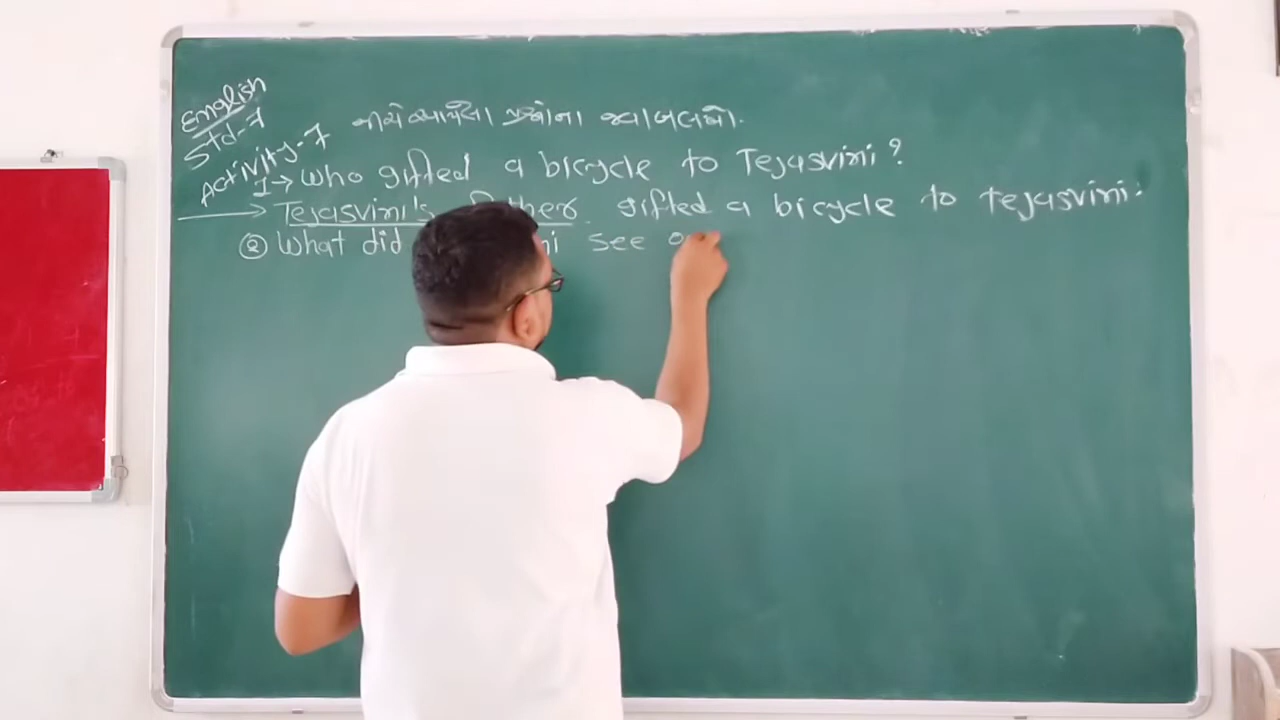 English
Std-7
Activity-7
નીચે આપેલા પ્રશ્નોના જવાબ લખો.
1→ Who gifted a bicycle to Tejasvini?
→ Tejasvini's father gifted a bicycle to tejasvini.
② What did ni see